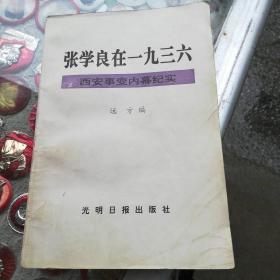 张学良在一九三六
西安事变内幕纪实
远方编
光明日报出版社